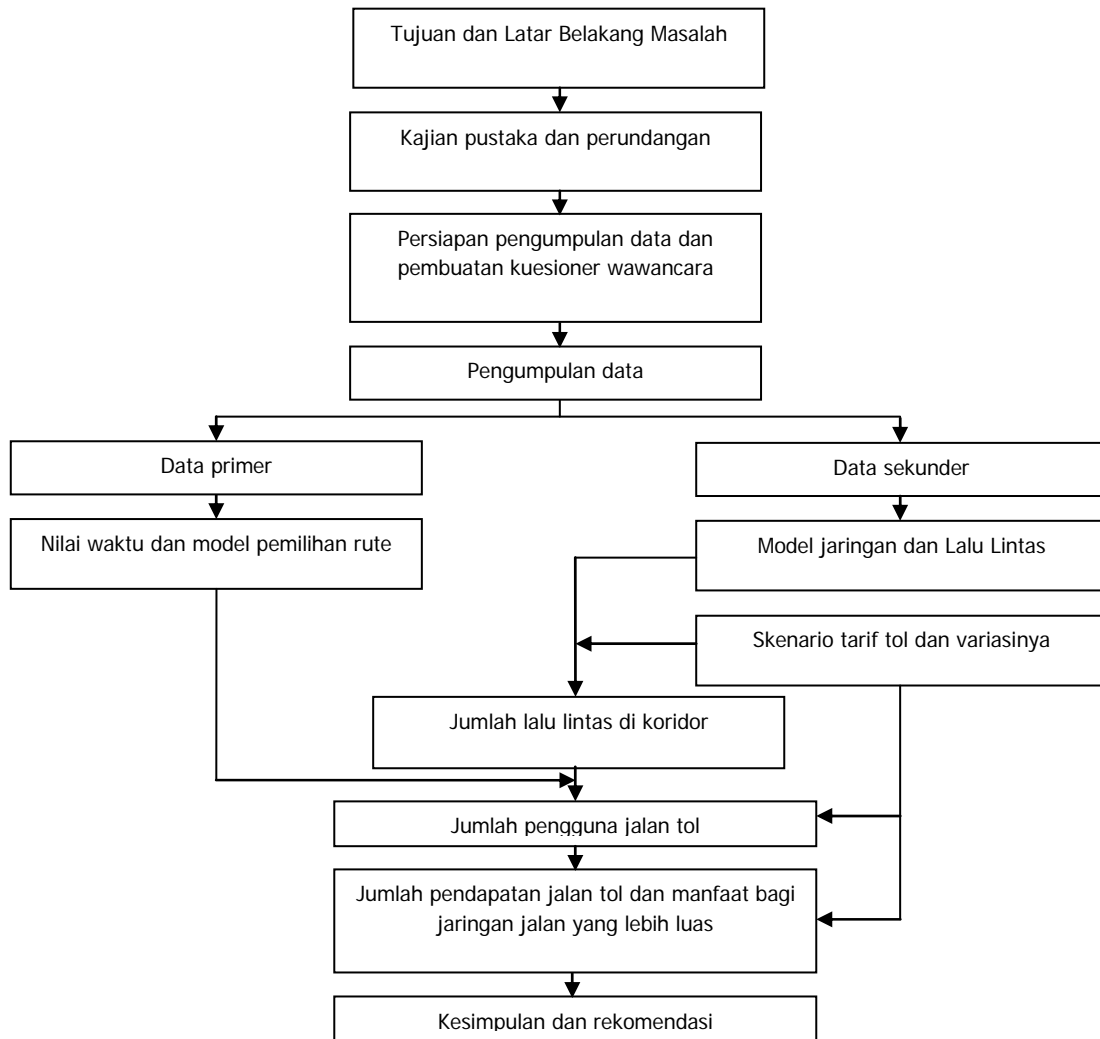 Tujuan dan Latar Belakang Masalah
Kajian pustaka dan perundangan
Persiapan pengumpulan data dan
pembuatan kuesioner wawancara
Pengumpulan data
Data primer
Data sekunder
Nilai waktu dan model pemilihan rute
Model jaringan dan Lalu Lintas
Skenario tarif tol dan variasinya
Jumlah lalu lintas di koridor
Jumlah pengguna jalan tol
Jumlah pendapatan jalan tol dan manfaat bagi
jaringan jalan yang lebih luas
Kesimpulan dan rekomendasi